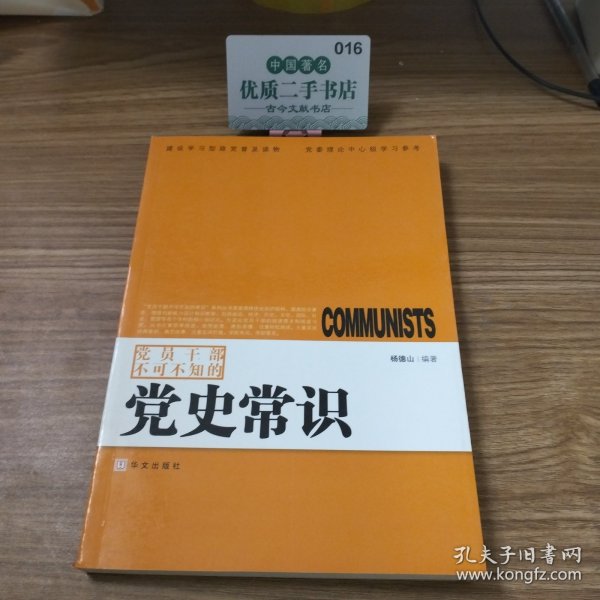 016
中国著名
优质二手书店
古今文献书店
建设学习型政党普及读物 党委理论中心组学习参考
COMMUNISTS
党员干部
不可不知的
杨德山 编著
党史常识
华文出版社
孔夫子旧书网
www.kongfz.com